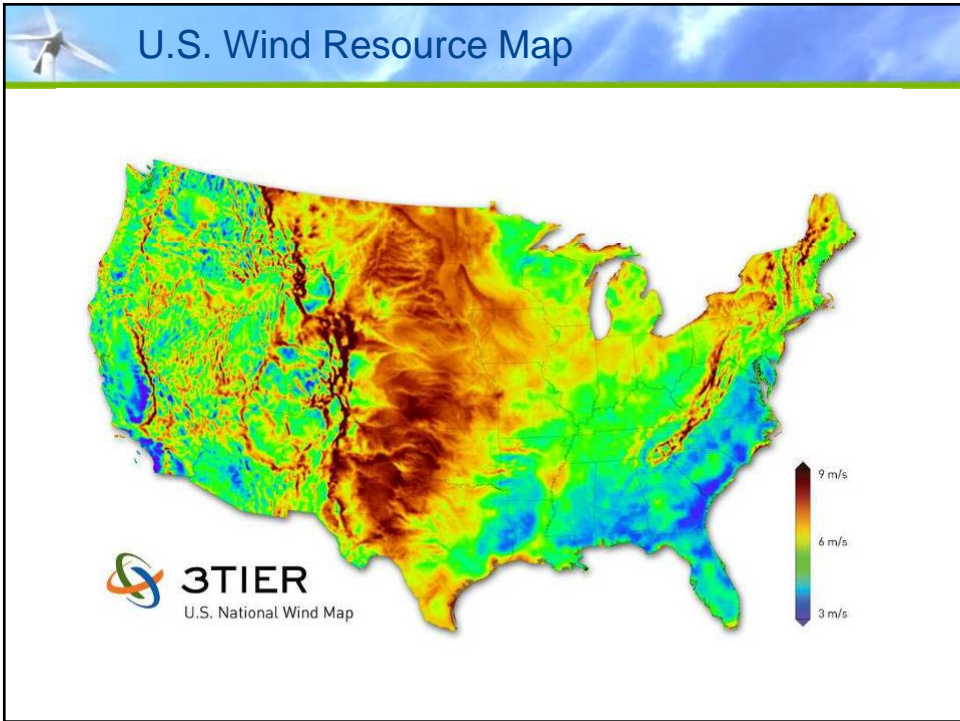 U.S. Wind Resource Map
9 m/s
6 m/s
3 m/s
3TIER
U.S. National Wind Map